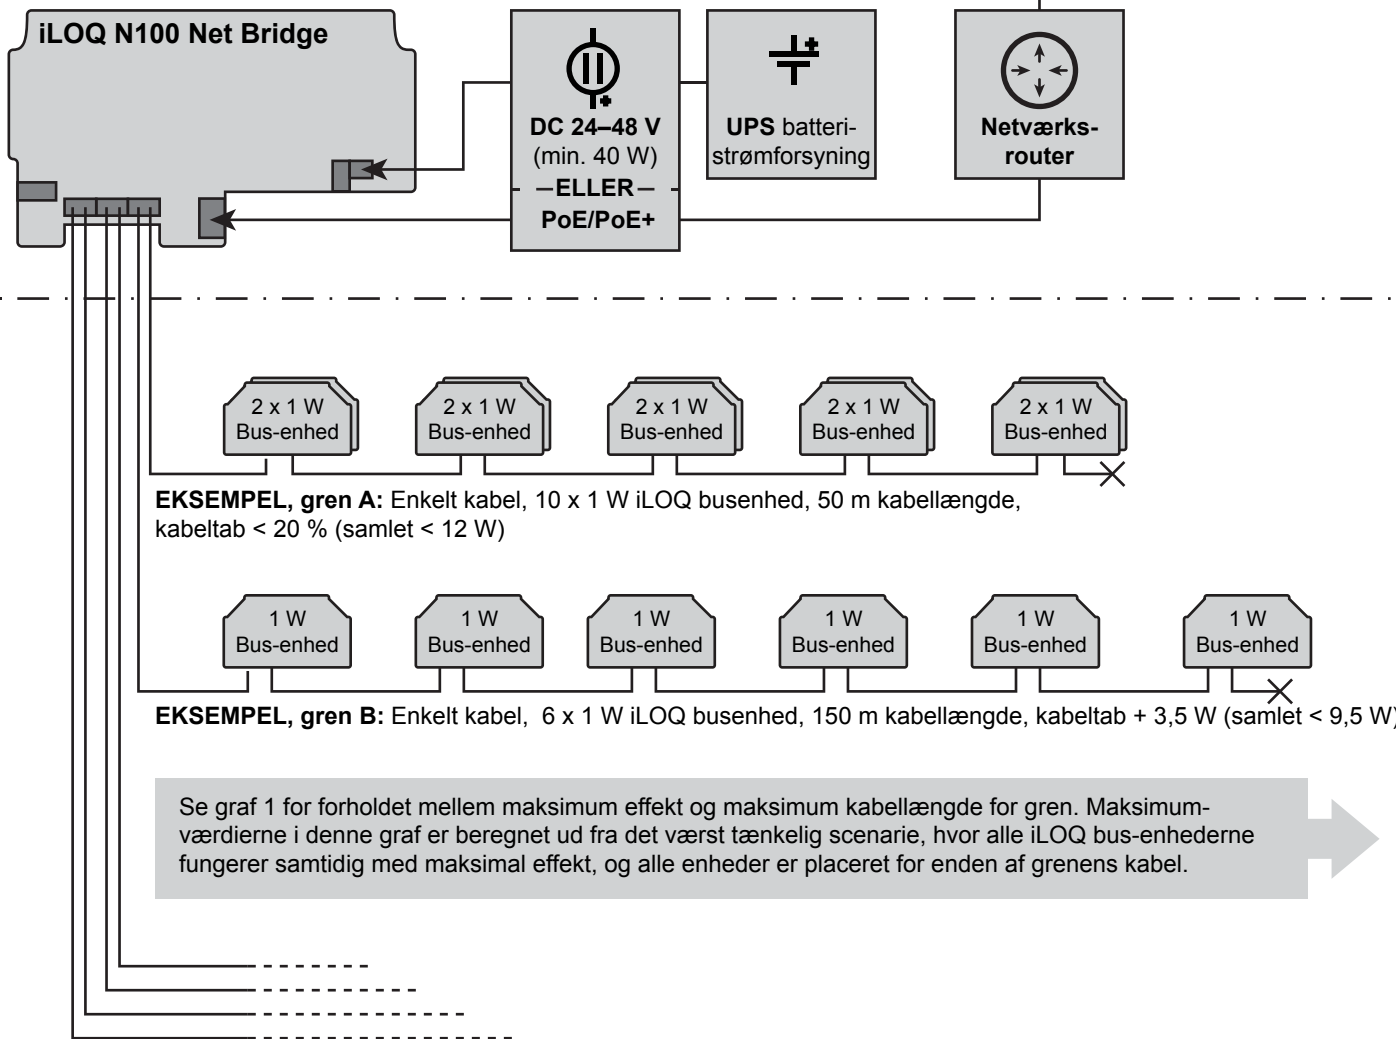 iLOQ N100 Net Bridge
DC 24–48 V
(min. 40 W)
ELLER
PoE/PoE+
UPS batteri-
strømforsyning
Netværks-
router
2 x 1 W
Bus-enhed
2 x 1 W
Bus-enhed
2 x 1 W
Bus-enhed
2 x 1 W
Bus-enhed
2 x 1 W
Bus-enhed
EKSEMPEL, gren A: Enkelt kabel, 10 x 1 W iLOQ busenhed, 50 m kabellængde,
kabeltab < 20 % (samlet < 12 W)
1 W
Bus-enhed
1 W
Bus-enhed
1 W
Bus-enhed
1 W
Bus-enhed
1 W
Bus-enhed
1 W
Bus-enhed
EKSEMPEL, gren B: Enkelt kabel, 6 x 1 W iLOQ busenhed, 150 m kabellængde, kabeltab + 3,5 W (samlet < 9,5 W)
Se graf 1 for forholdet mellem maksimum effekt og maksimum kabellængde for gren. Maksimum-
værdierne i denne graf er beregnet ud fra det værst tænkelig scenarie, hvor alle iLOQ bus-enhederne
fungerer samtidig med maksimal effekt, og alle enheder er placeret for enden af grenens kabel.